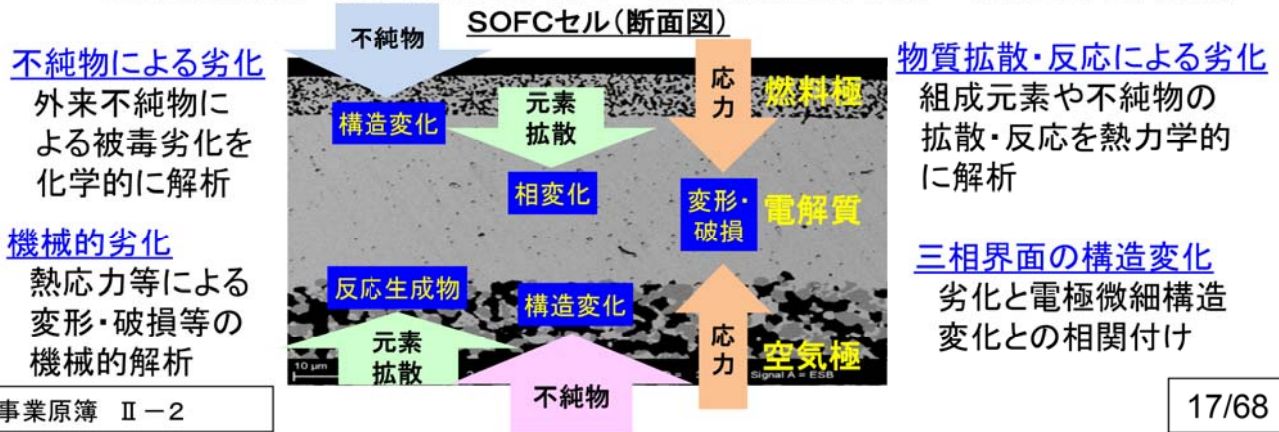 SOFCセル(断面図)
不純物による劣化
外来不純物に
よる被毒劣化を
化学的に解析
機械的劣化
熱応力等による
変形・破損等の
機械的解析
不純物
構造変化
元素
拡散
相変化
応
力
燃料極
変形・
破損
電解質
反応生成物
構造変化
元素
拡散
不純物
応
力
空気極
10 μm
Signal A = ESB
物質拡散・反応による劣化
組成元素や不純物の
拡散・反応を熱力学的
に解析
三相界面の構造変化
劣化と電極微細構造
変化との相関付け
事業原簿 Ⅱ-2
17/68